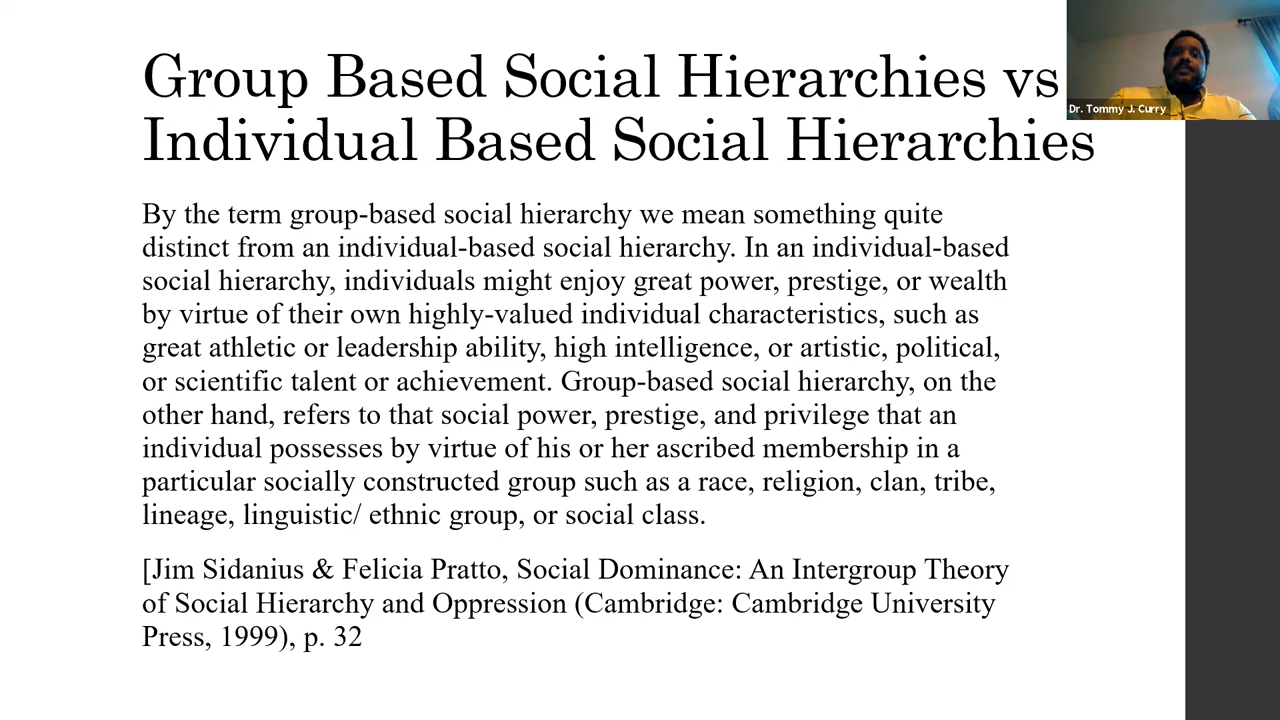 Group Based Social Hierarchies vs
Individual Based Social Hierarchies
Dr. Tommy J. Curry
By the term group-based social hierarchy we mean something quite
distinct from an individual-based social hierarchy. In an individual-based
social hierarchy, individuals might enjoy great power, prestige, or wealth
by virtue of their own highly-valued individual characteristics, such as
great athletic or leadership ability, high intelligence, or artistic, political,
or scientific talent or achievement. Group-based social hierarchy, on the
other hand, refers to that social power, prestige, and privilege that an
individual possesses by virtue of his or her ascribed membership in a
particular socially constructed group such as a race, religion, clan, tribe,
lineage, linguistic/ ethnic group, or social class.
[Jim Sidanius & Felicia Pratto, Social Dominance: An Intergroup Theory
of Social Hierarchy and Oppression (Cambridge: Cambridge University
Press, 1999), p. 32